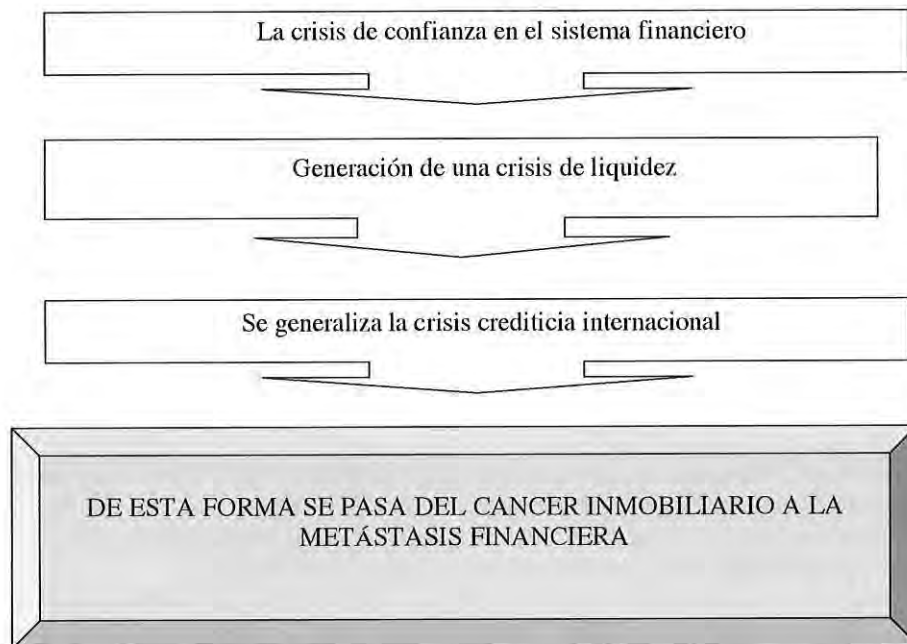 La crisis de confianza en el sistema financiero
Generación de una crisis de liquidez
Se generaliza la crisis crediticia internacional
DE ESTA FORMA SE PASA DEL CANCER INMOBILIARIO A LA
METÁSTASIS FINANCIERA